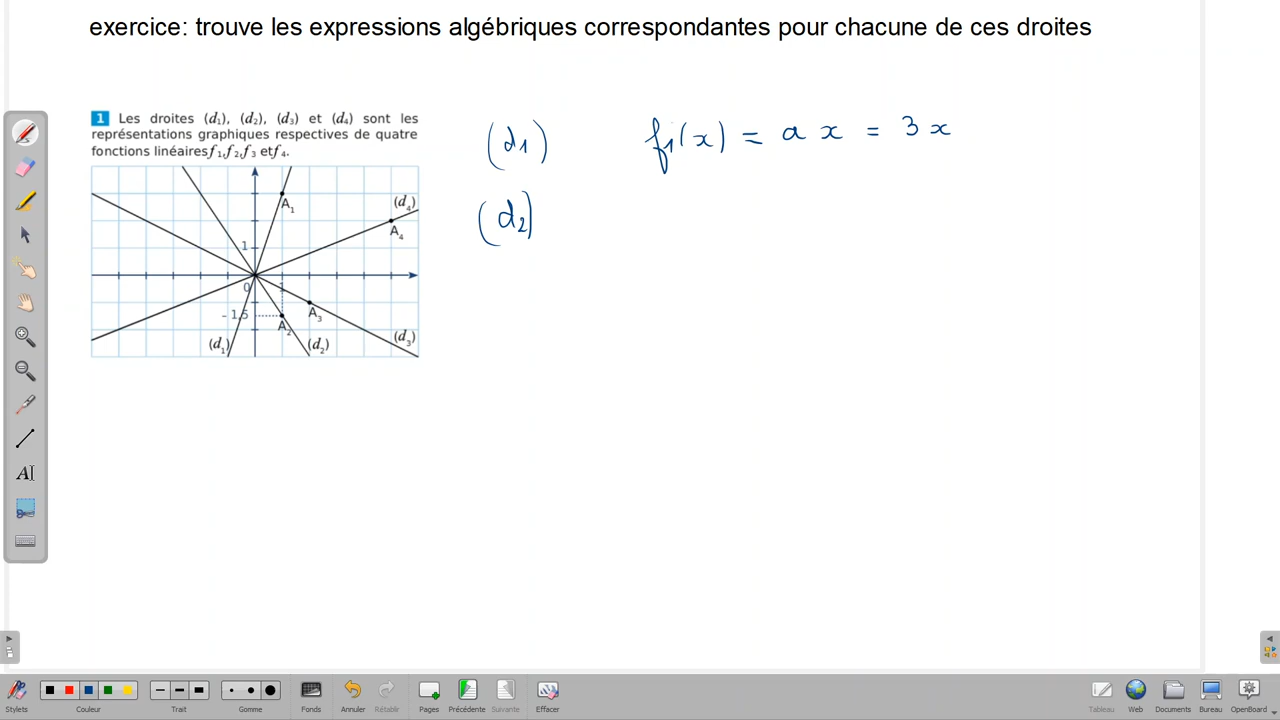 exercice: trouve les expressions algébriques correspondantes pour chacune de ces droites
1 Les droites (d₁), (d₂), (d₃) et (d₄) sont les
représentations graphiques respectives de quatre
fonctions linéaires f₁,f₂,f₃ et f₄.
(d₁) f₁(x) = a x = 3 x
(d₂)
A₁
(d₄)
A₄
1
0
1
– 1,5
A₃
A₂
(d₁)
(d₂)
(d₃)
AI
Stylets
Couleur
Trait
Gomme
Fonds
Annuler
Rétablir
Pages
Précédente
Suivante
Effacer
Tableau
Web
Documents
Bureau
OpenBoard